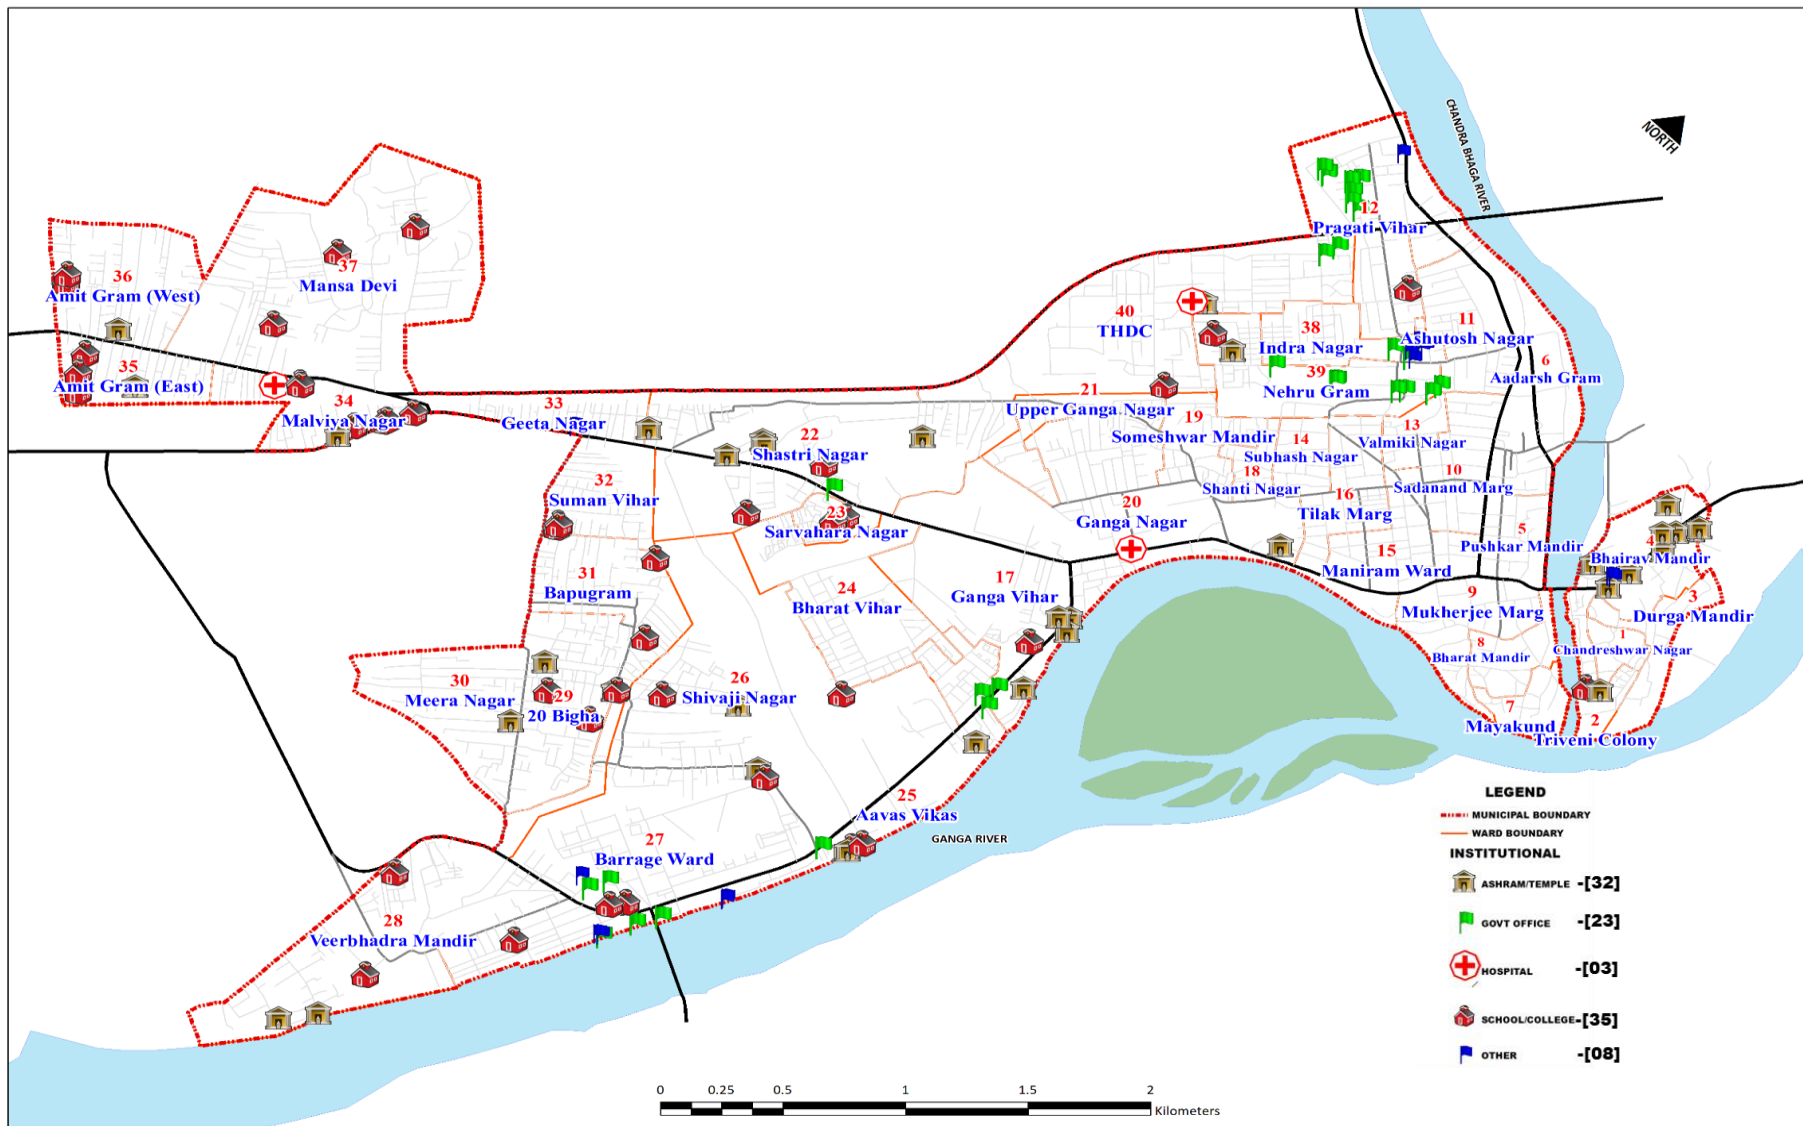 CHANDRA BHAGA RIVER
NORTH
12
Pragati Vihar
36
Amit Gram (West)
37
Mansa Devi
40
THDC
38
Indra Nagar
11
Ashutosh Nagar
6
Aadarsh Gram
35
Amit Gram (East)
39
Nehru Gram
34
Malviya Nagar
33
Geeta Nagar
21
Upper Ganga Nagar
19
Someshwar Mandir
13
Valmiki Nagar
14
Subhash Nagar
22
Shastri Nagar
18
Shanti Nagar
10
Sadanand Marg
32
Suman Vihar
16
Tilak Marg
20
Ganga Nagar
23
Sarvahara Nagar
5
Pushkar Mandir
4
Bhairav Mandir
15
Maniram Ward
31
Bapugram
24
Bharat Vihar
17
Ganga Vihar
9
Mukherjee Marg
3
Durga Mandir
1
Chandreshwar Nagar
8
Bharat Mandir
30
Meera Nagar
29
20 Bigha
26
Shivaji Nagar
7
Mayakund
2
Triveni Colony
25
Aavas Vikas
GANGA RIVER
27
Barrage Ward
28
Veerbhadra Mandir
LEGEND
MUNICIPAL BOUNDARY
WARD BOUNDARY
INSTITUTIONAL
ASHRAM/TEMPLE -[32]
GOVT OFFICE -[23]
HOSPITAL -[03]
SCHOOL/COLLEGE-[35]
OTHER -[08]
0 0.25 0.5 1 1.5 2
Kilometers